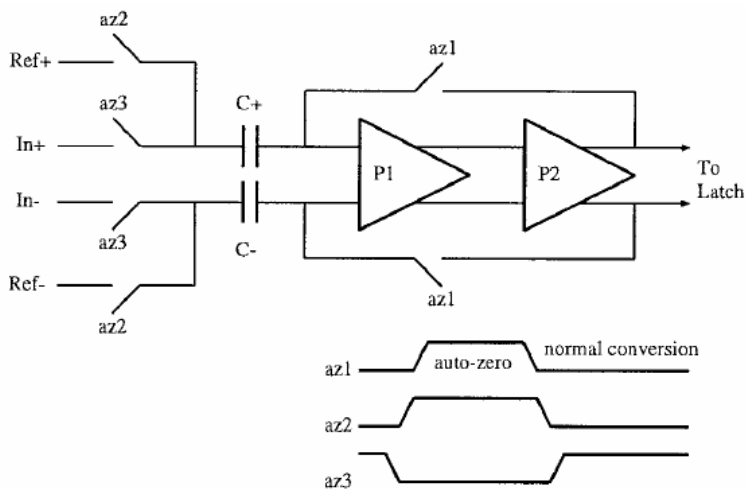 az2
Ref+
az1
az3
C+
In+
P1
P2
To
Latch
In-
az3
C-
Ref-
az1
az2
normal conversion
az1
auto-zero
az2
az3